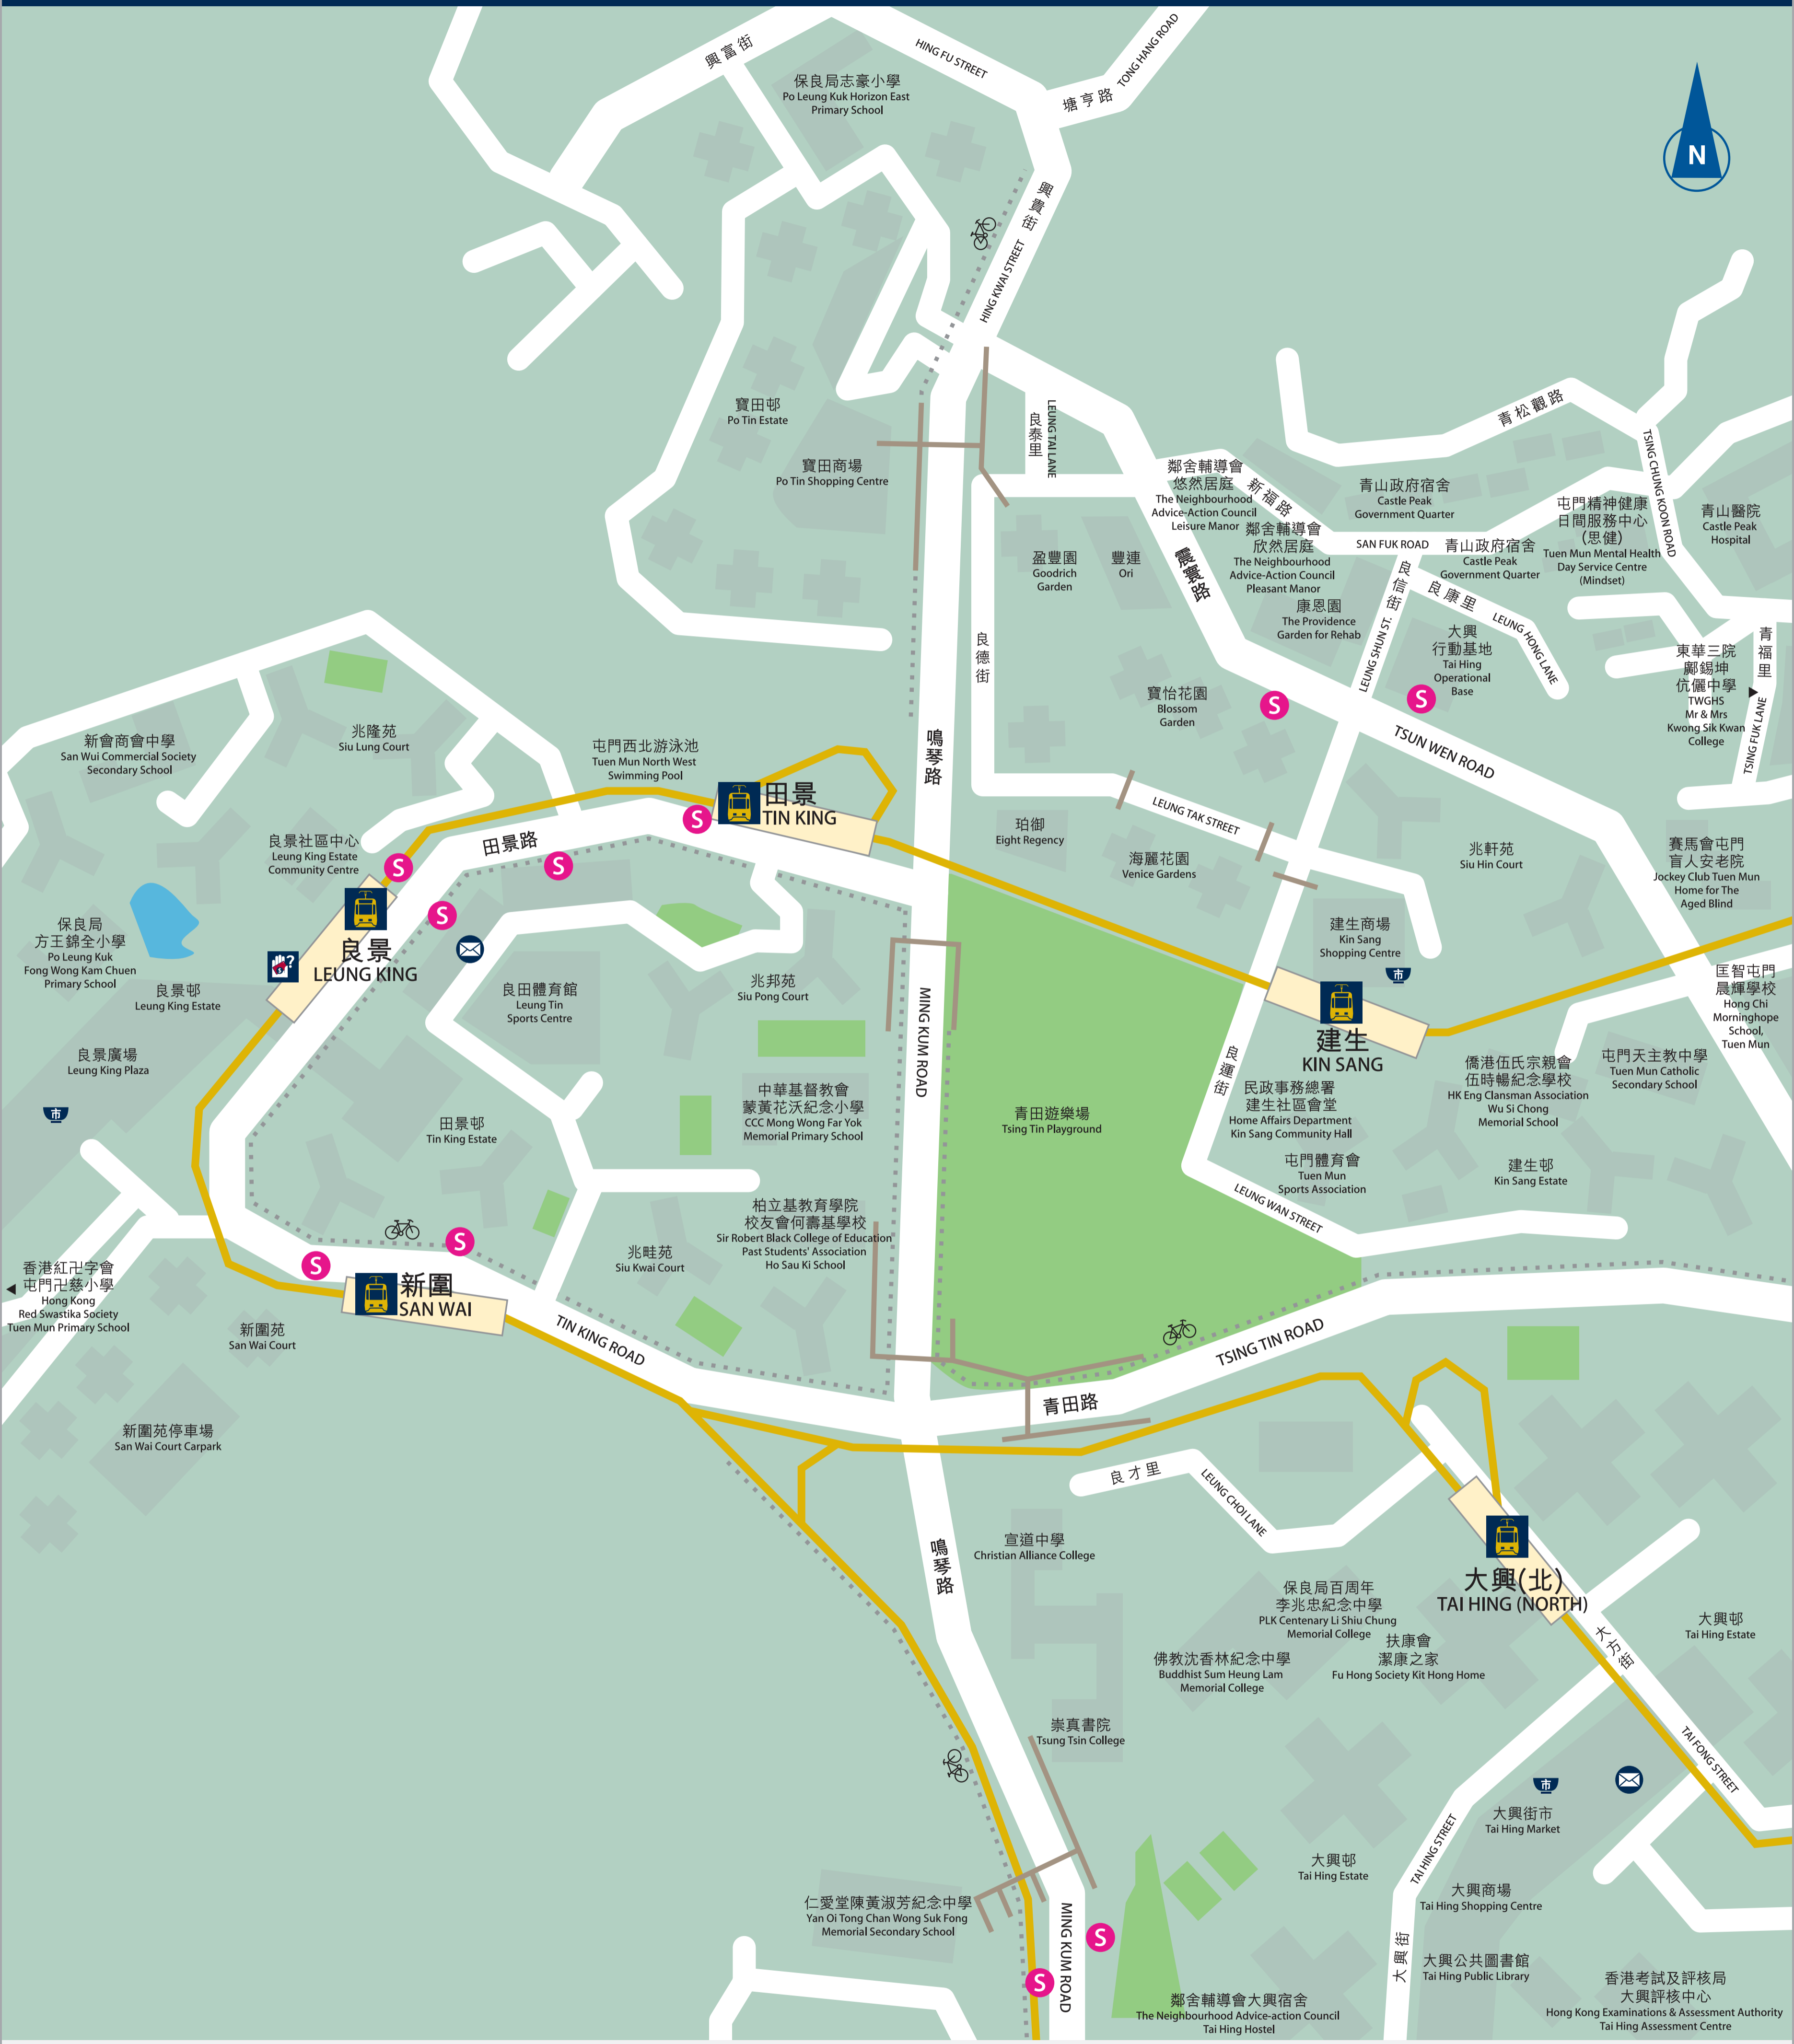 興富街
HING FU STREET
TONG HANG ROAD
塘亨路
保良局志豪小學
Po Leung Kuk Horizon East
Primary School
N
興貴街
HING KWAI STREET
寶田邨
Po Tin Estate
寶田商場
Po Tin Shopping Centre
良泰里
LEUNG TAI LANE
青松觀路
TSING CHUNG KOON ROAD
鄰舍輔導會
悠然居庭
The Neighbourhood
Advice-Action Council
Leisure Manor
新福路
SAN FUK ROAD
鄰舍輔導會
欣然居庭
The Neighbourhood
Advice-Action Council
Pleasant Manor
青山政府宿舍
Castle Peak
Government Quarter
青山政府宿舍
Castle Peak
Government Quarter
屯門精神健康
日間服務中心
(思健)
Tuen Mun Mental Health
Day Service Centre
(Mindset)
青山醫院
Castle Peak
Hospital
盈豐園
Goodrich
Garden
豐連
Ori
震寰路
康恩園
The Providence
Garden for Rehab
良信街
LEUNG SHUN ST.
良康里
LEUNG HONG LANE
大興
行動基地
Tai Hing
Operational
Base
東華三院
鄺錫坤
伉儷中學
TWGHS
Mr & Mrs
Kwong Sik Kwan
College
青福里
TSING FUK LANE
良德街
寶怡花園
Blossom
Garden
S
S
TSUN WEN ROAD
新會商會中學
San Wui Commercial Society
Secondary School
兆隆苑
Siu Lung Court
屯門西北游泳池
Tuen Mun North West
Swimming Pool
鳴琴路
田景
TIN KING
S
田景路
S
LEUNG TAK STREET
珀御
Eight Regency
海麗花園
Venice Gardens
兆軒苑
Siu Hin Court
賽馬會屯門
盲人安老院
Jockey Club Tuen Mun
Home for The
Aged Blind
良景社區中心
Leung King Estate
Community Centre
S
S
保良局
方王錦全小學
Po Leung Kuk
Fong Wong Kam Chuen
Primary School
良景
LEUNG KING
?
良景邨
Leung King Estate
良田體育館
Leung Tin
Sports Centre
兆邦苑
Siu Pong Court
建生商場
Kin Sang
Shopping Centre
市
建生
KIN SANG
匡智屯門
晨輝學校
Hong Chi
Morninghope
School,
Tuen Mun
良景廣場
Leung King Plaza
市
MING KUM ROAD
中華基督教會
蒙黃花沃紀念小學
CCC Mong Wong Far Yok
Memorial Primary School
青田遊樂場
Tsing Tin Playground
良運街
民政事務總署
建生社區會堂
Home Affairs Department
Kin Sang Community Hall
僑港伍氏宗親會
伍時暢紀念學校
HK Eng Clansman Association
Wu Si Chong
Memorial School
屯門天主教中學
Tuen Mun Catholic
Secondary School
田景邨
Tin King Estate
屯門體育會
Tuen Mun
Sports Association
建生邨
Kin Sang Estate
LEUNG WAN STREET
柏立基教育學院
校友會何壽基學校
Sir Robert Black College of Education
Past Students' Association
Ho Sau Ki School
兆畦苑
Siu Kwai Court
S
S
香港紅卍字會
屯門卍慈小學
Hong Kong
Red Swastika Society
Tuen Mun Primary School
新圍
SAN WAI
新圍苑
San Wai Court
TIN KING ROAD
TSING TIN ROAD
青田路
新圍苑停車場
San Wai Court Carpark
良才里
LEUNG CHOI LANE
鳴琴路
宣道中學
Christian Alliance College
大興(北)
TAI HING (NORTH)
保良局百周年
李兆忠紀念中學
PLK Centenary Li Shiu Chung
Memorial College
扶康會
潔康之家
Fu Hong Society Kit Hong Home
佛教沈香林紀念中學
Buddhist Sum Heung Lam
Memorial College
大方街
TAI FONG STREET
大興邨
Tai Hing Estate
崇真書院
Tsung Tsin College
市
大興街市
Tai Hing Market
大興邨
Tai Hing Estate
TAI HING STREET
大興街
大興商場
Tai Hing Shopping Centre
仁愛堂陳黃淑芳紀念中學
Yan Oi Tong Chan Wong Suk Fong
Memorial Secondary School
MING KUM ROAD
S
S
大興公共圖書館
Tai Hing Public Library
香港考試及評核局
大興評核中心
Hong Kong Examinations & Assessment Authority
Tai Hing Assessment Centre
鄰舍輔導會大興宿舍
The Neighbourhood Advice-action Council
Tai Hing Hostel